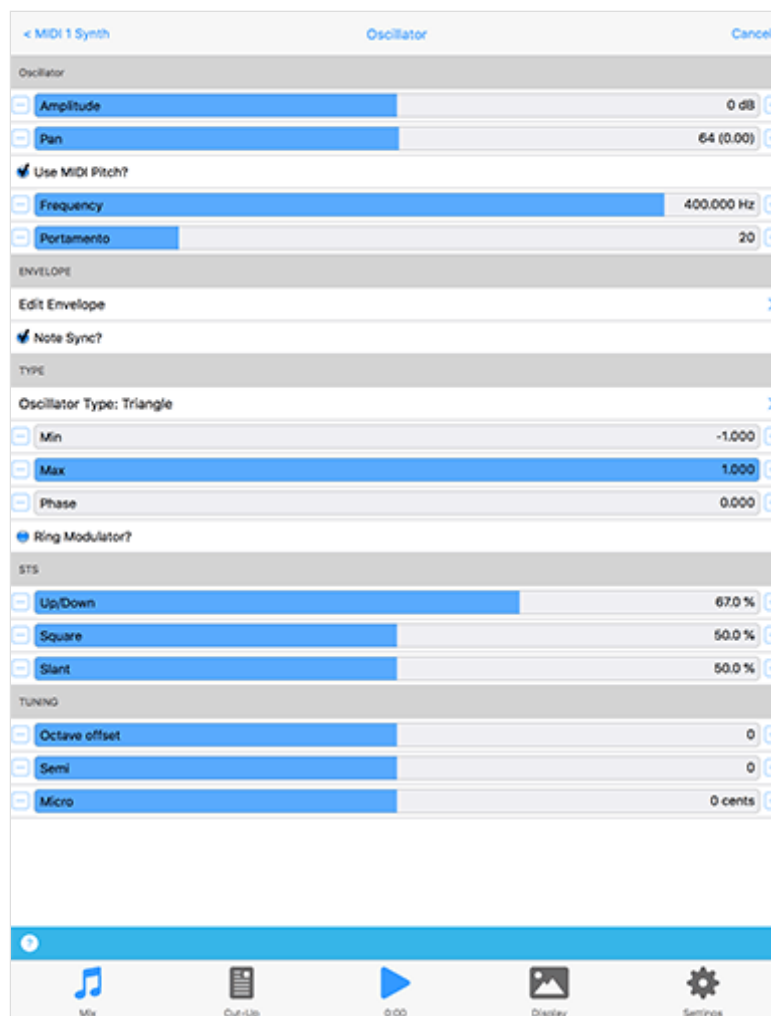 < MIDI 1 Synth Oscillator Cancel
Oscillator
Amplitude 0 dB
Pan 64 (0.00)
Use MIDI Pitch?
Frequency 400.000 Hz
Portamento 20
ENVELOPE
Edit Envelope
Note Sync?
TYPE
Oscillator Type: Triangle
Min -1.000
Max 1.000
Phase 0.000
Ring Modulator?
STS
Up/Down 67.0 %
Square 50.0 %
Slant 50.0 %
TUNING
Octave offset 0
Semi 0
Micro 0 cents
?
Mix Cut-Up 0:00 Display Settings